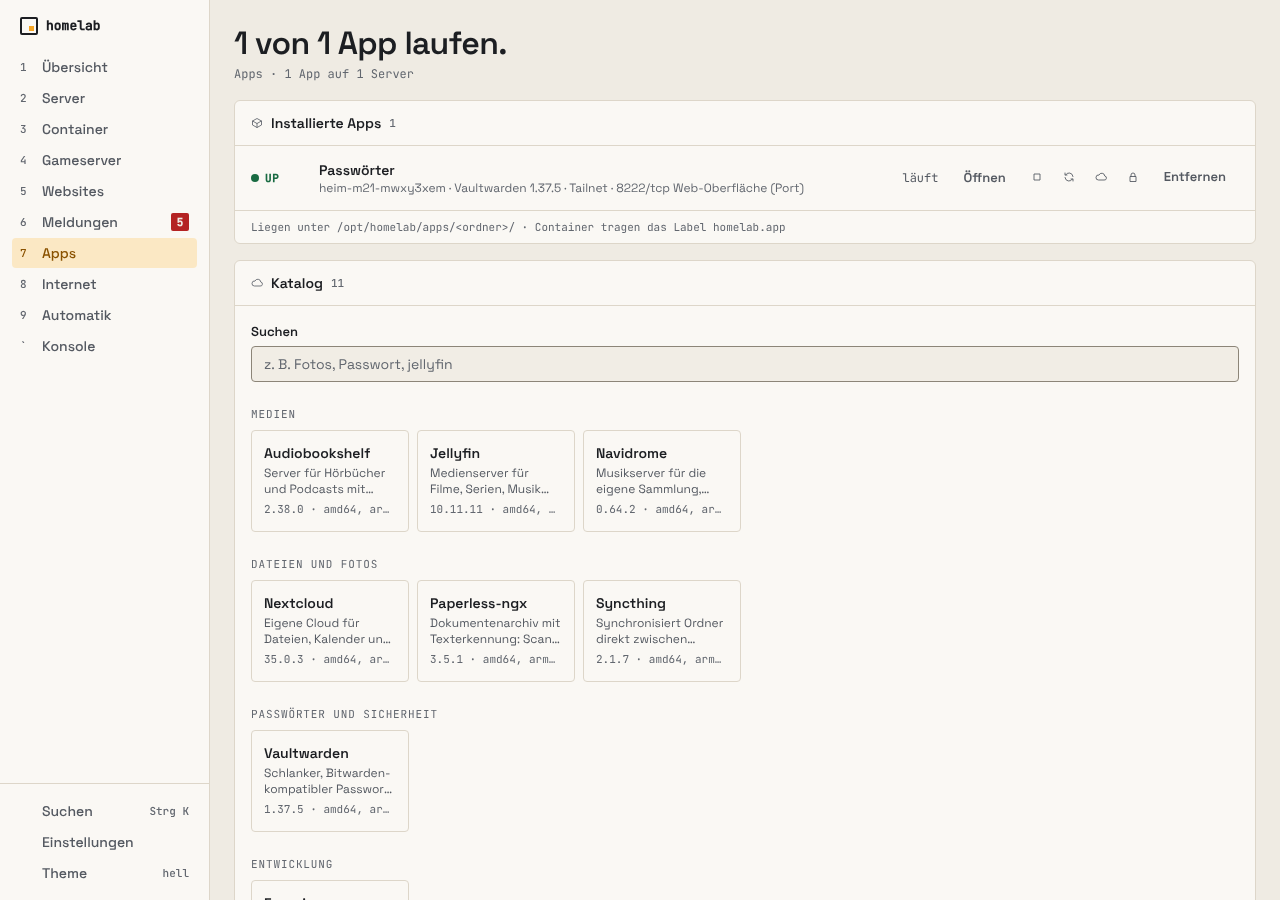 homelab
1 Übersicht
2 Server
3 Container
4 Gameserver
5 Websites
6 Meldungen 5
7 Apps
8 Internet
9 Automatik
` Konsole
Suchen Strg K
Einstellungen
Theme hell
1 von 1 App laufen.
Apps · 1 App auf 1 Server
Installierte Apps 1
UP
Passwörter
heim-m21-mwxy3xem · Vaultwarden 1.37.5 · Tailnet · 8222/tcp Web-Oberfläche (Port)
läuft Öffnen Entfernen
Liegen unter /opt/homelab/apps/<ordner>/ · Container tragen das Label homelab.app
Katalog 11
Suchen
z. B. Fotos, Passwort, jellyfin
MEDIEN
Audiobookshelf
Server für Hörbücher
und Podcasts mit…
2.38.0 · amd64, ar…
Jellyfin
Medienserver für
Filme, Serien, Musik…
10.11.11 · amd64, …
Navidrome
Musikserver für die
eigene Sammlung,…
0.64.2 · amd64, ar…
DATEIEN UND FOTOS
Nextcloud
Eigene Cloud für
Dateien, Kalender un…
35.0.3 · amd64, ar…
Paperless-ngx
Dokumentenarchiv mit
Texterkennung: Scan…
3.5.1 · amd64, arm…
Syncthing
Synchronisiert Ordner
direkt zwischen…
2.1.7 · amd64, arm…
PASSWÖRTER UND SICHERHEIT
Vaultwarden
Schlanker, Bitwarden-
kompatibler Passwor…
1.37.5 · amd64, ar…
ENTWICKLUNG